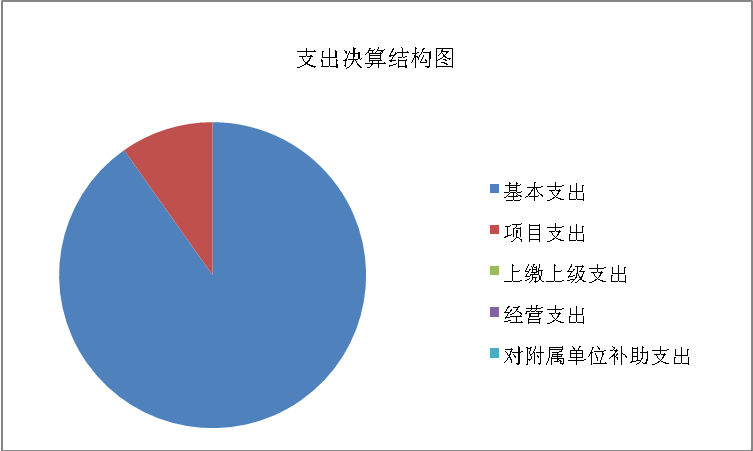 支出决算结构图
基本支出
项目支出
上缴上级支出
经营支出
对附属单位补助支出